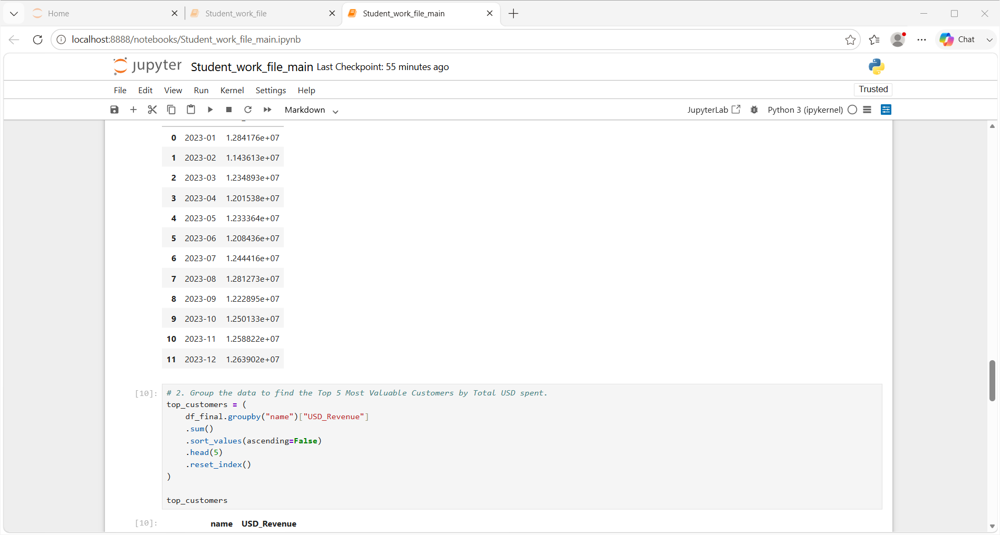 Home
Student_work_file
Student_work_file_main
localhost:8888/notebooks/Student_work_file_main.ipynb
Chat
jupyter Student_work_file_main Last Checkpoint: 55 minutes ago
File Edit View Run Kernel Settings Help
Trusted
Markdown
JupyterLab
Python 3 (ipykernel)
0 2023-01 1.284176e+07
1 2023-02 1.143613e+07
2 2023-03 1.234893e+07
3 2023-04 1.201538e+07
4 2023-05 1.233364e+07
5 2023-06 1.208436e+07
6 2023-07 1.244416e+07
7 2023-08 1.281273e+07
8 2023-09 1.222895e+07
9 2023-10 1.250133e+07
10 2023-11 1.258822e+07
11 2023-12 1.263902e+07
[10]: # 2. Group the data to find the Top 5 Most Valuable Customers by Total USD spent.
top_customers = (
    df_final.groupby("name")["USD_Revenue"]
    .sum()
    .sort_values(ascending=False)
    .head(5)
    .reset_index()
)
top_customers
[10]: name USD_Revenue